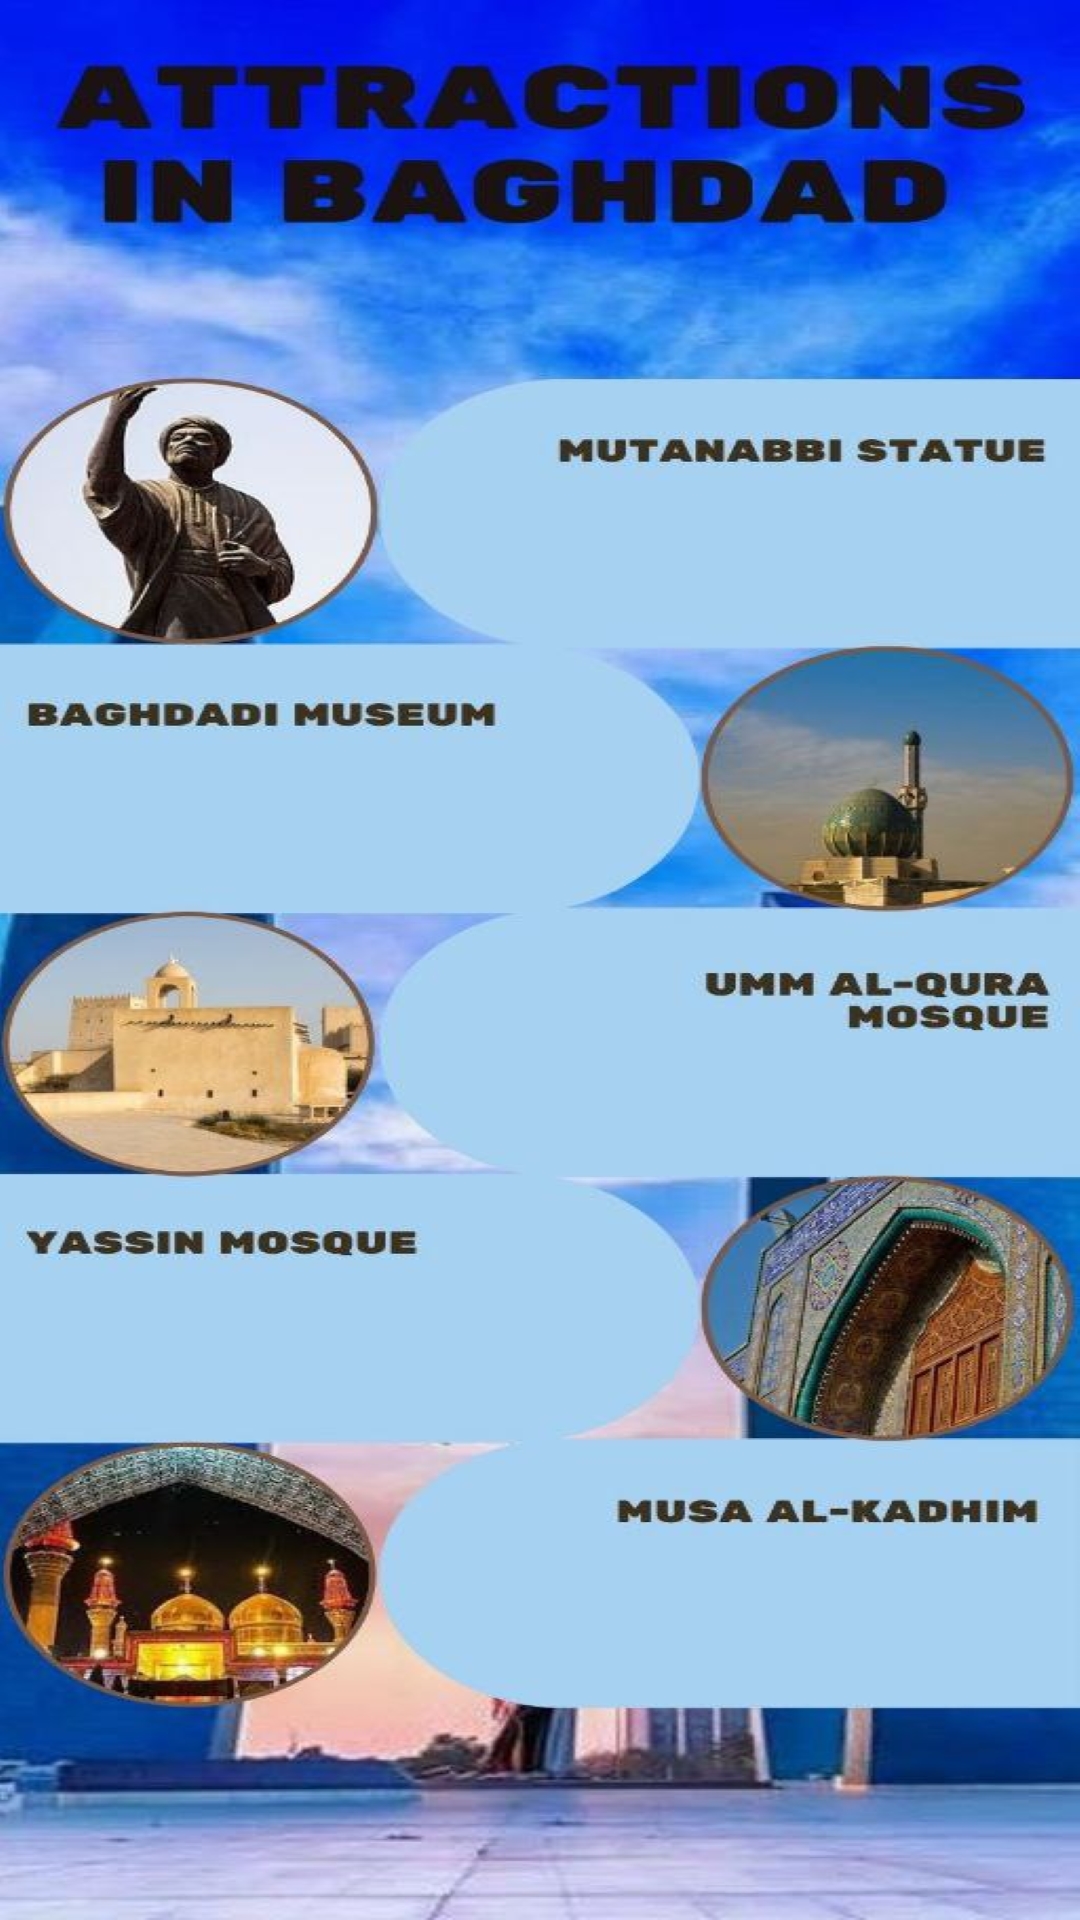 ATTRACTIONS
IN BAGHDAD
MUTANABBI STATUE
BAGHDADI MUSEUM
UMM AL-QURA
MOSQUE
YASSIN MOSQUE
MUSA AL-KADHIM